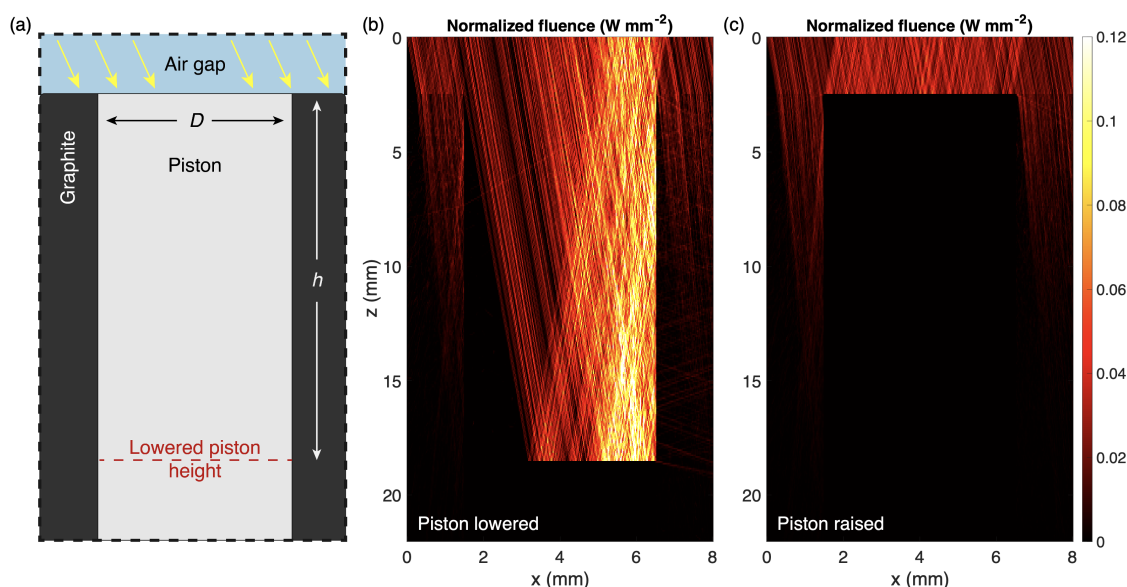 (a)
Air gap
D
Graphite
Piston
h
Lowered piston
height
(b)
Normalized fluence (W mm⁻²)
0
5
10
15
20
z (mm)
Piston lowered
0
2
4
6
8
x (mm)
(c)
Normalized fluence (W mm⁻²)
0
5
10
15
20
Piston raised
0
2
4
6
8
x (mm)
0.12
0.1
0.08
0.06
0.04
0.02
0